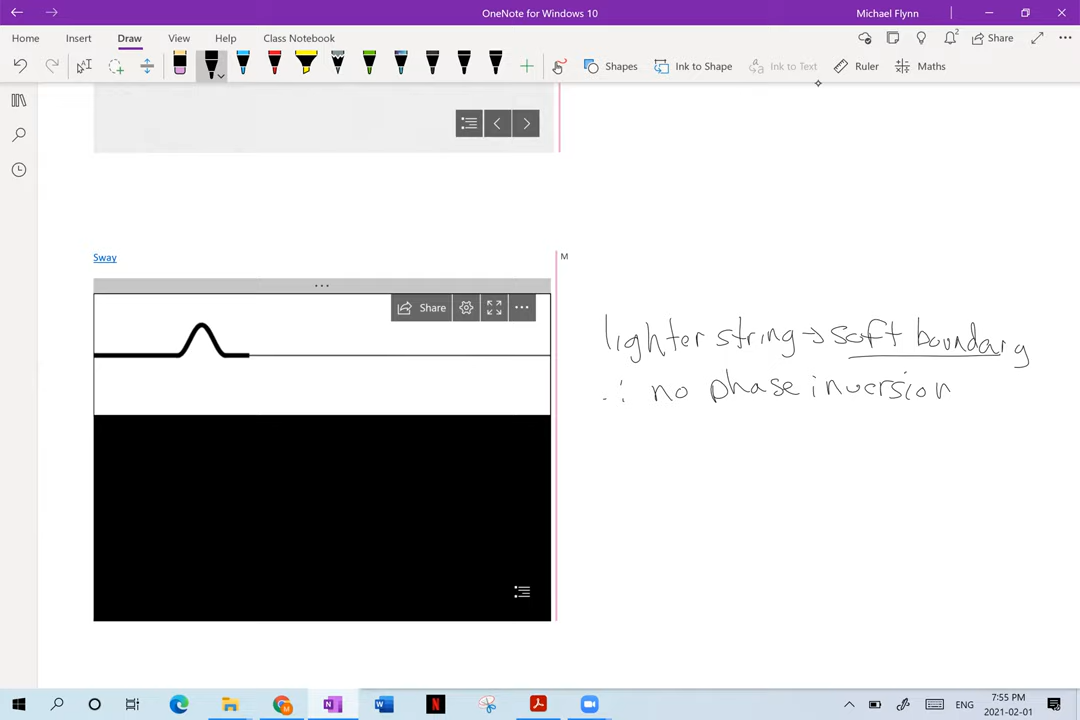 OneNote for Windows 10
Michael Flynn
Home Insert Draw View Help Class Notebook
Share
Shapes Ink to Shape Ink to Text Ruler Maths
Sway
M
Share
lighter string → soft boundary
∴ no phase inversion
7:55 PM
ENG
2021-02-01